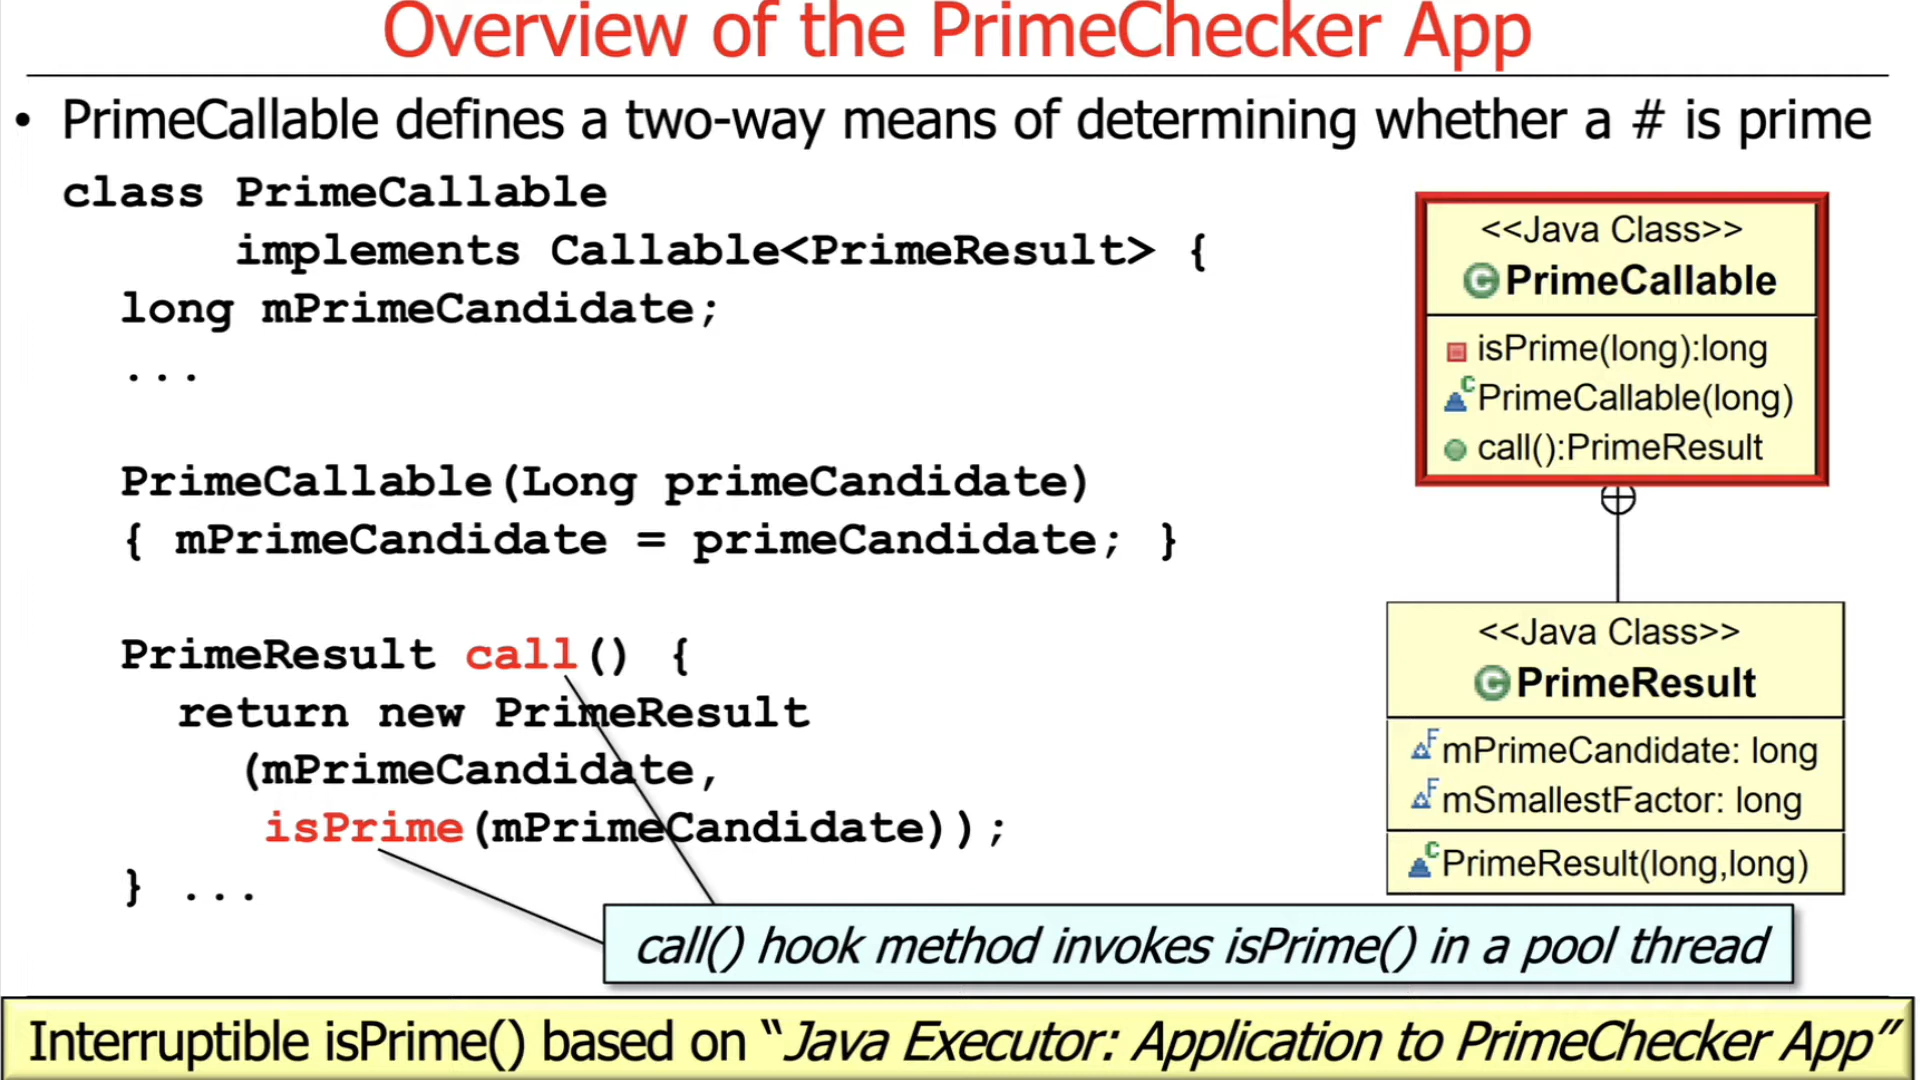 Overview of the PrimeChecker App
• PrimeCallable defines a two-way means of determining whether a # is prime
class PrimeCallable
implements Callable<PrimeResult> {
long mPrimeCandidate;
...
PrimeCallable(Long primeCandidate)
{ mPrimeCandidate = primeCandidate; }
PrimeResult call() {
return new PrimeResult
(mPrimeCandidate,
isPrime(mPrimeCandidate));
} ...
<<Java Class>>
C PrimeCallable
isPrime(long):long
C PrimeCallable(long)
call():PrimeResult
<<Java Class>>
C PrimeResult
F mPrimeCandidate: long
F mSmallestFactor: long
C PrimeResult(long,long)
call() hook method invokes isPrime() in a pool thread
Interruptible isPrime() based on “Java Executor: Application to PrimeChecker App”